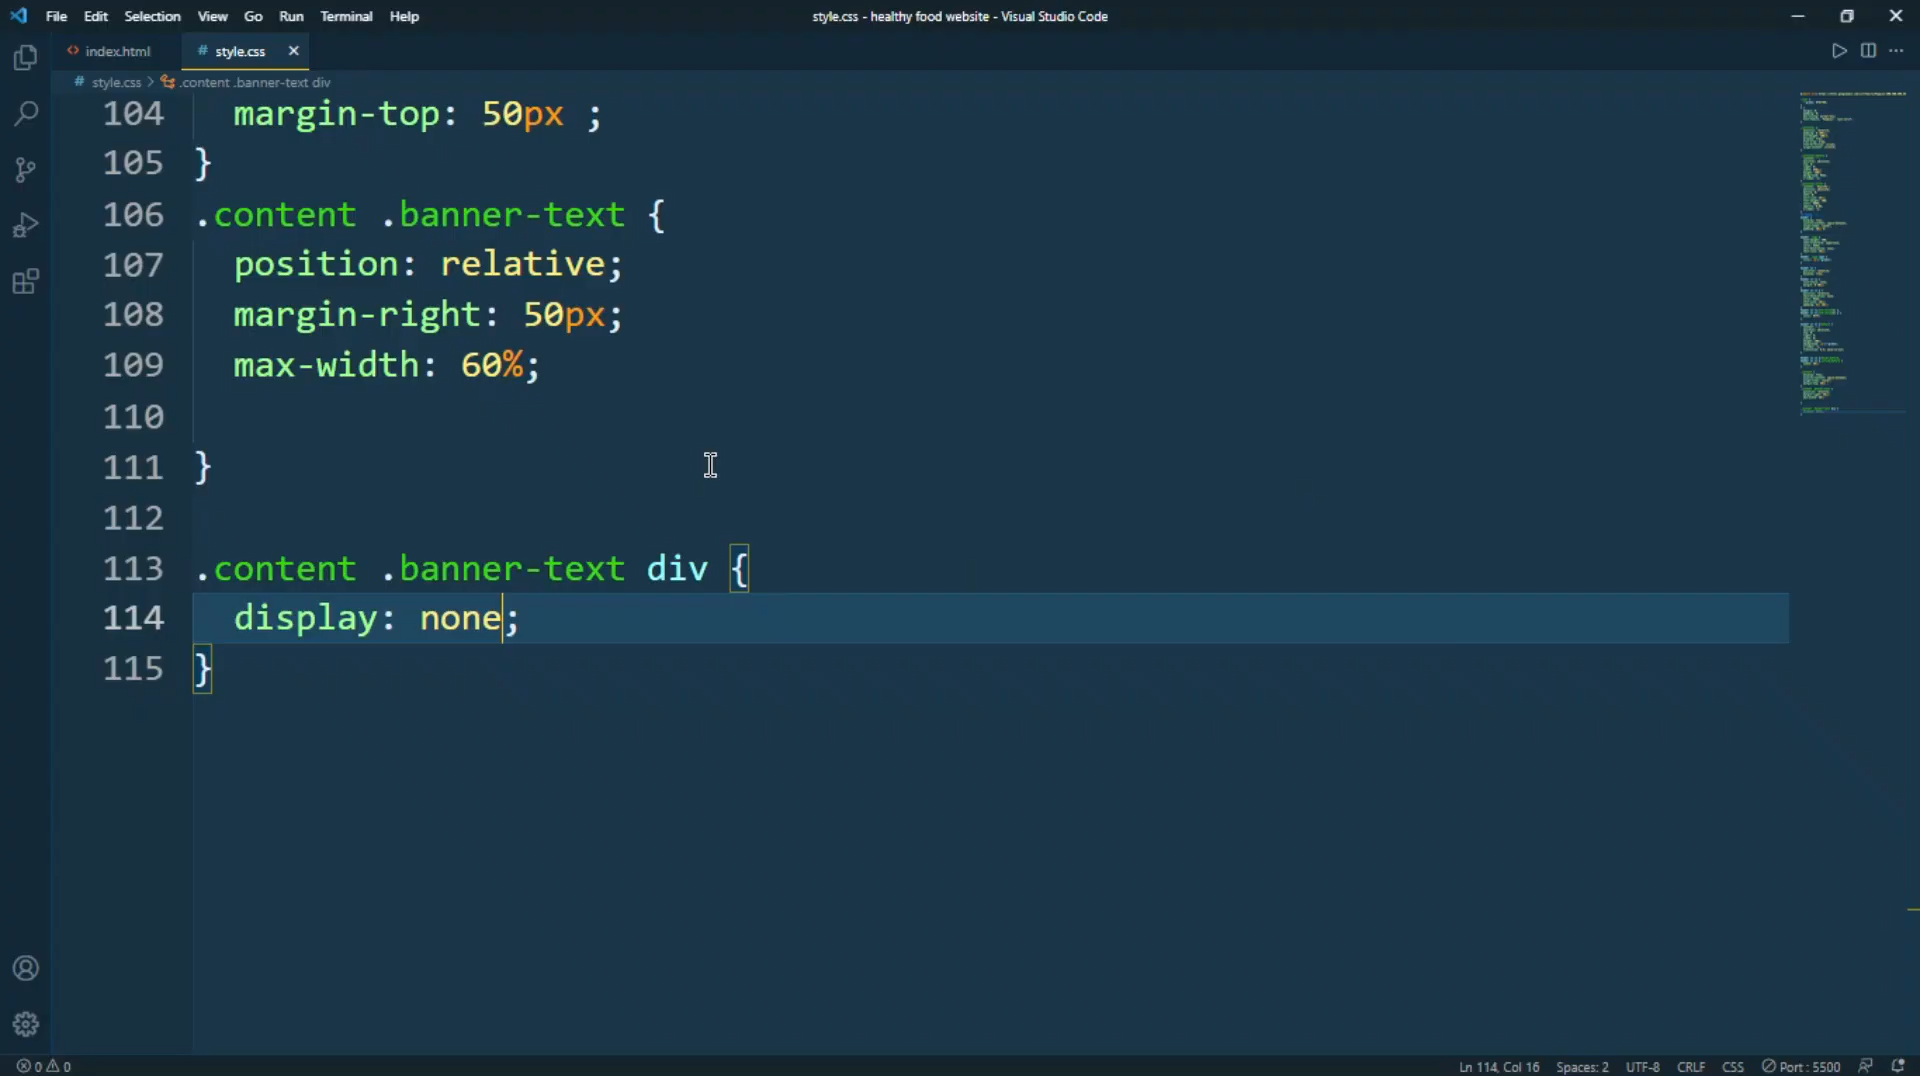 File Edit Selection View Go Run Terminal Help
style.css - healthy food website - Visual Studio Code
index.html
# style.css
# style.css > .content .banner-text div
104 margin-top: 50px ;
105 }
106 .content .banner-text {
107 position: relative;
108 margin-right: 50px;
109 max-width: 60%;
110
111 }
112
113 .content .banner-text div {
114 display: none;
115 }
0 0
Ln 114, Col 16 Spaces: 2 UTF-8 CRLF CSS Port : 5500